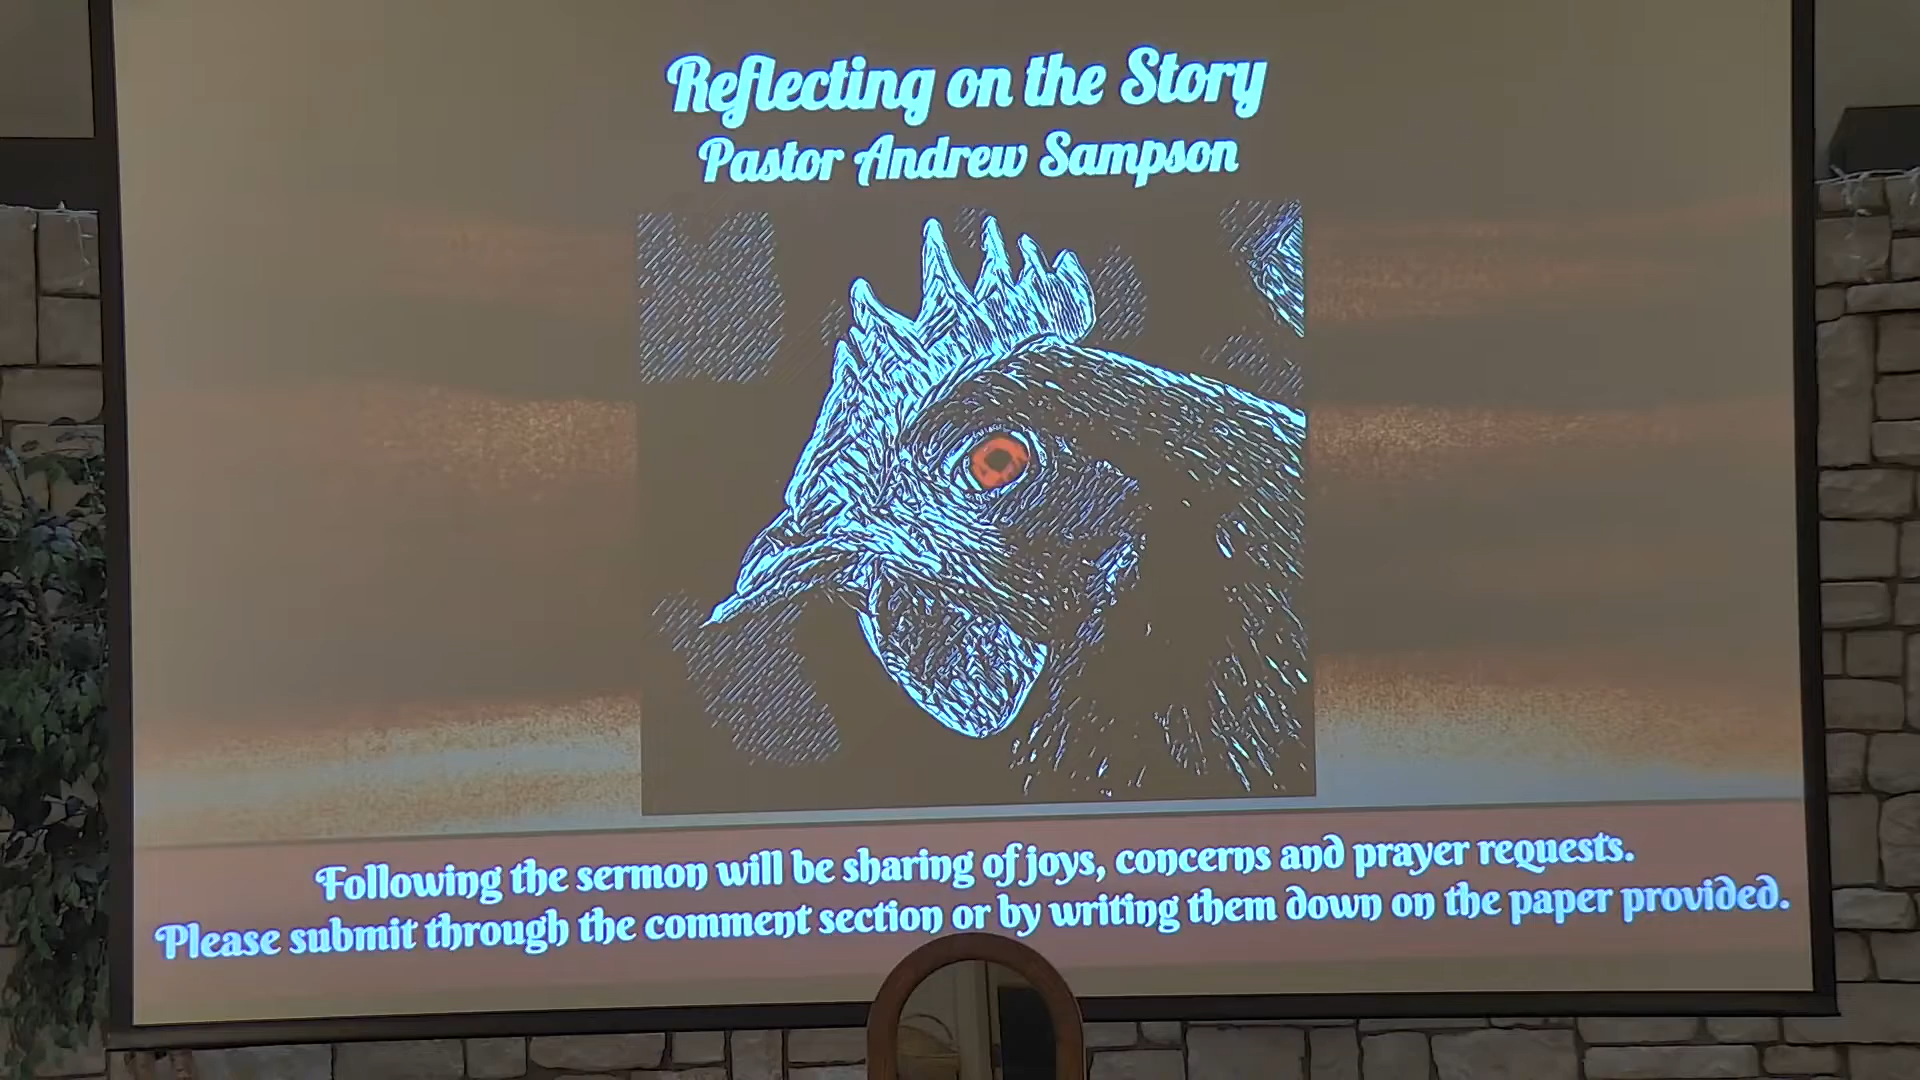 Reflecting on the Story
Pastor Andrew Sampson
Following the sermon will be sharing of joys, concerns and prayer requests.
Please submit through the comment section or by writing them down on the paper provided.